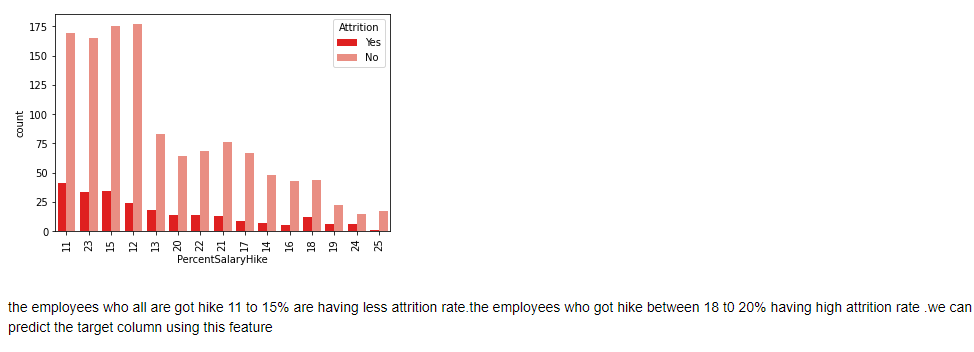 175
Attrition
Yes
150
No
125
100
count
75
50
25
0
11 23 15 12 13 20 22 21 17 14 16 18 19 24 25
PercentSalaryHike
the employees who all are got hike 11 to 15% are having less attrition rate.the employees who got hike between 18 t0 20% having high attrition rate .we can
predict the target column using this feature